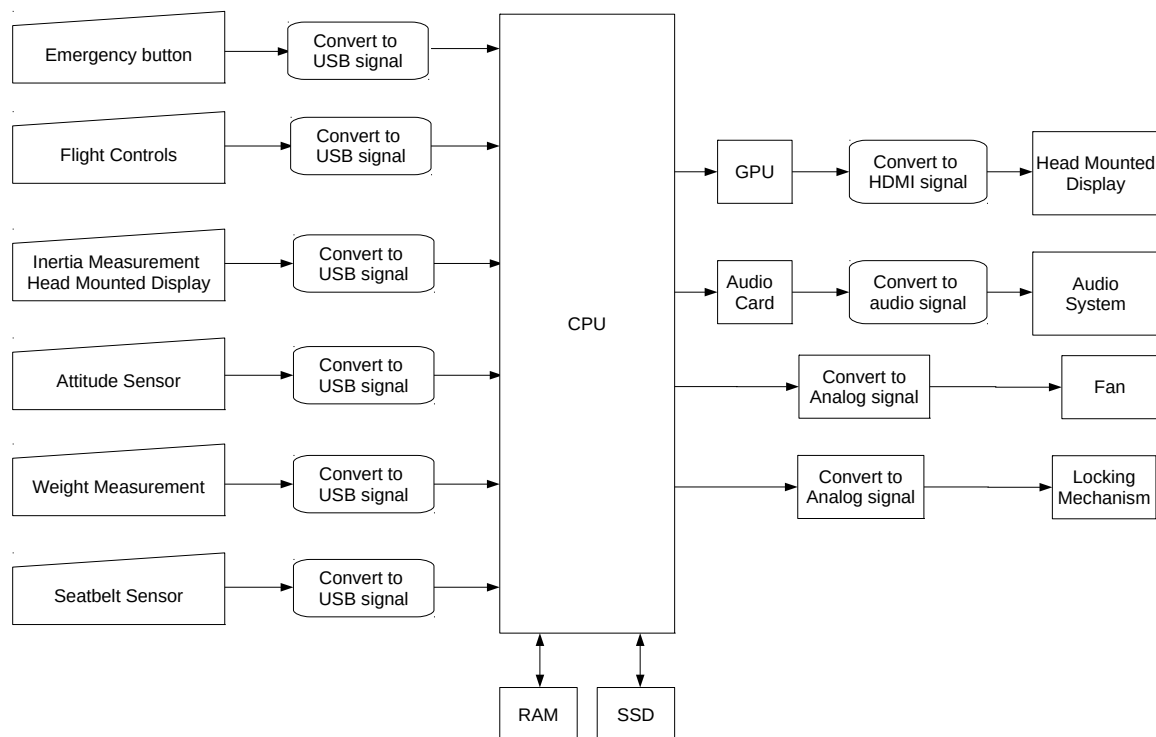 Emergency button
Convert to
USB signal
Flight Controls
Convert to
USB signal
Inertia Measurement
Head Mounted Display
Convert to
USB signal
Attitude Sensor
Convert to
USB signal
Weight Measurement
Convert to
USB signal
Seatbelt Sensor
Convert to
USB signal
CPU
RAM
SSD
GPU
Convert to
HDMI signal
Head Mounted
Display
Audio
Card
Convert to
audio signal
Audio
System
Convert to
Analog signal
Fan
Convert to
Analog signal
Locking
Mechanism